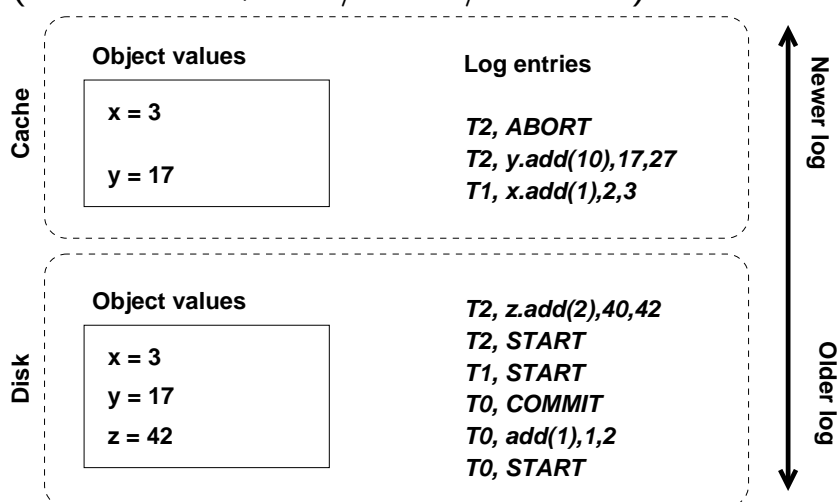 Cache
Object values
x = 3
y = 17
Log entries
T2, ABORT
T2, y.add(10),17,27
T1, x.add(1),2,3
Newer log
Disk
Object values
x = 3
y = 17
z = 42
T2, z.add(2),40,42
T2, START
T1, START
T0, COMMIT
T0, add(1),1,2
T0, START
Older log